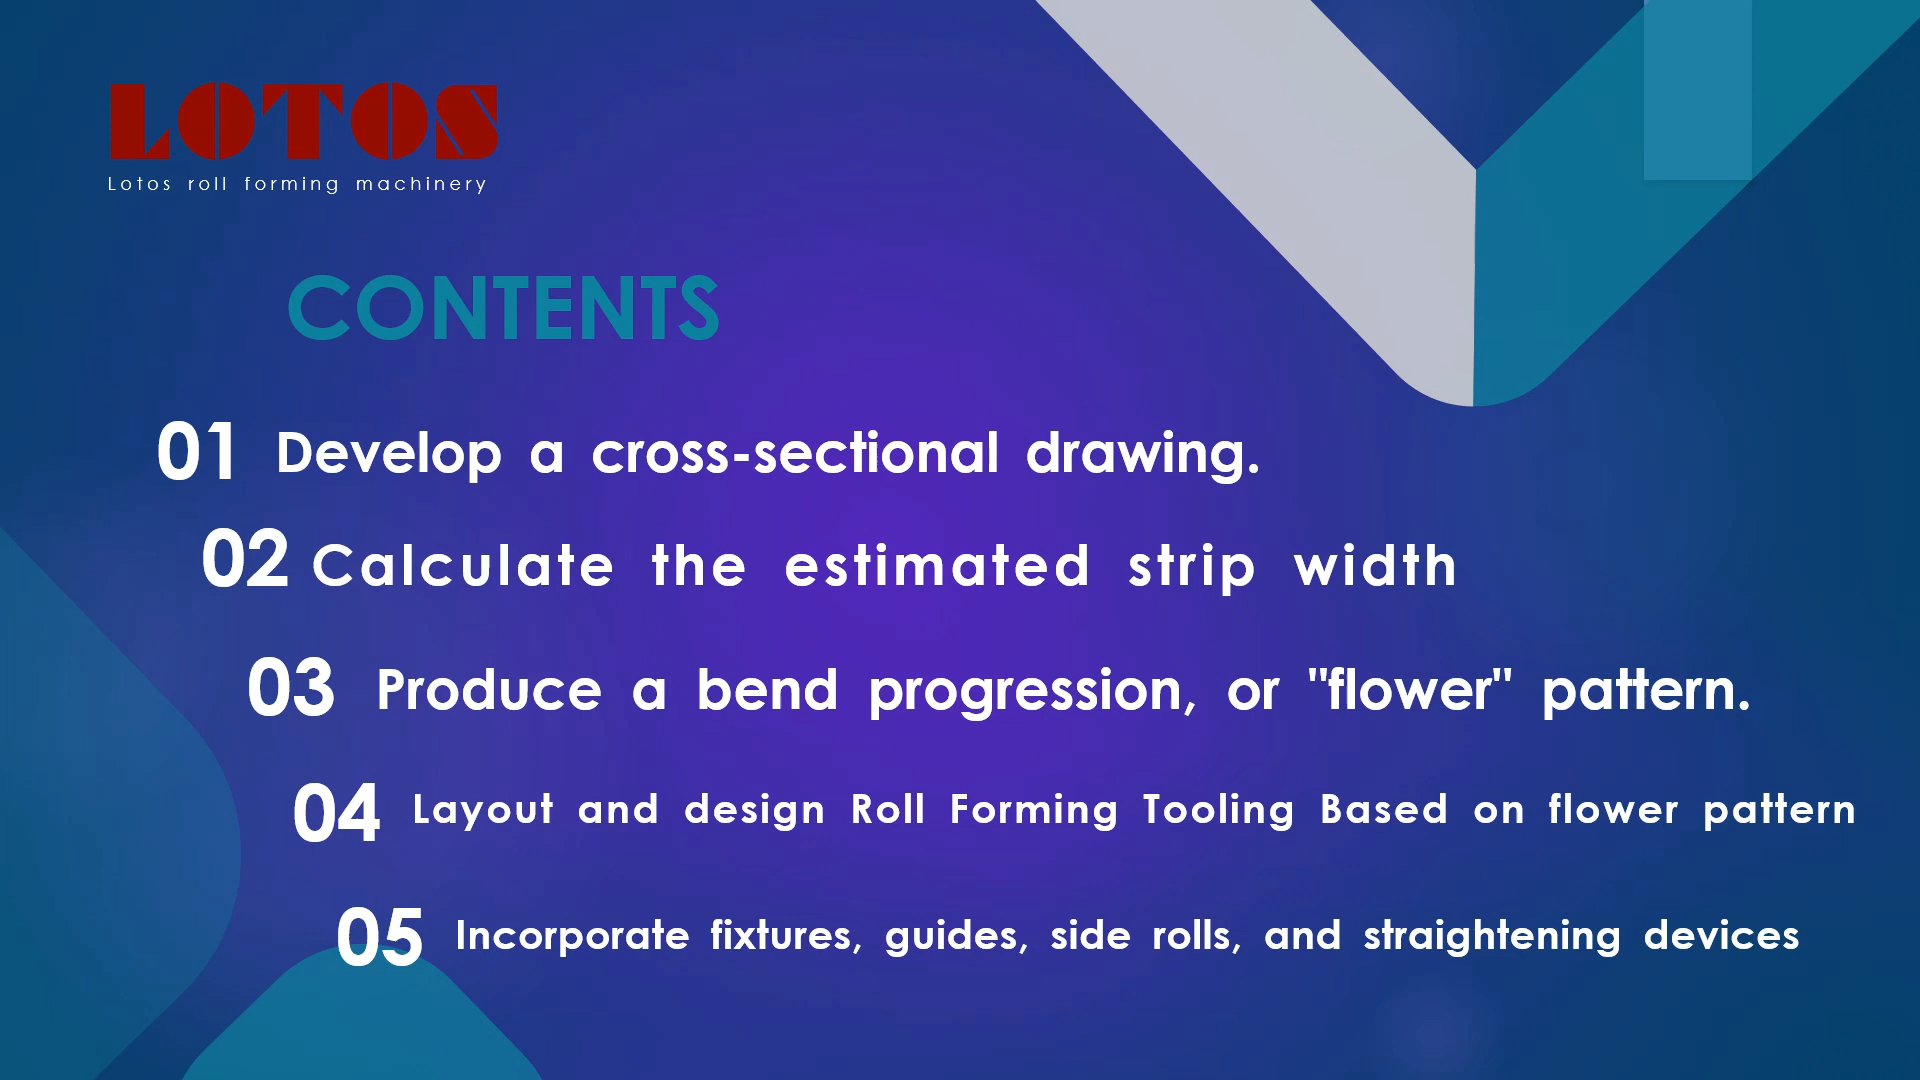 LOTOS
Lotos roll forming machinery
CONTENTS
01 Develop a cross-sectional drawing.
02 Calculate the estimated strip width
03 Produce a bend progression, or "flower" pattern.
04 Layout and design Roll Forming Tooling Based on flower pattern
05 Incorporate fixtures, guides, side rolls, and straightening devices